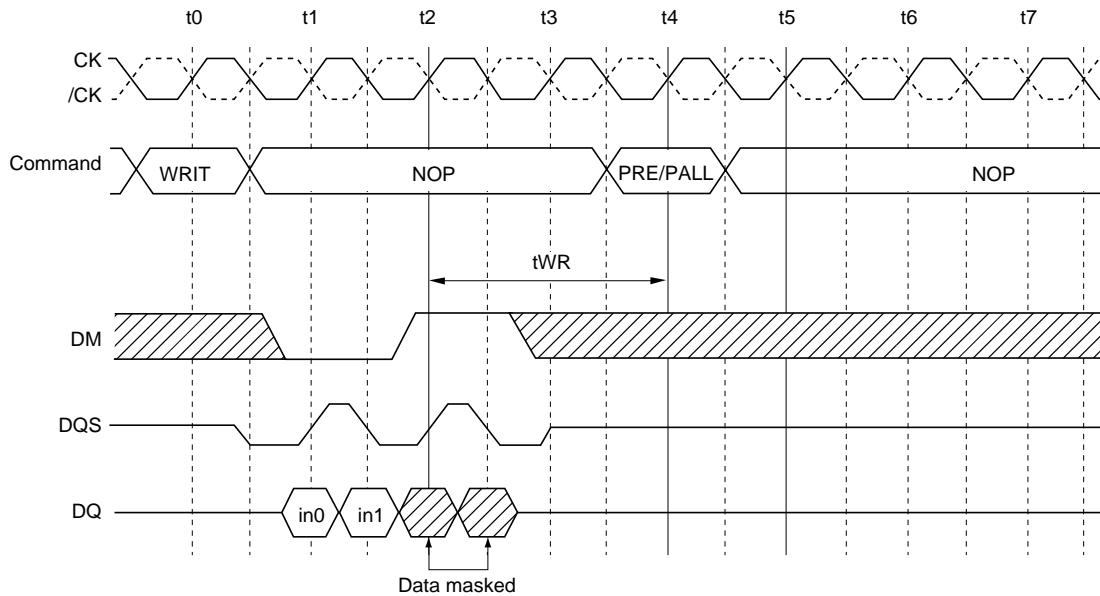 t0 t1 t2 t3 t4 t5 t6 t7
CK
/CK
Command WRIT NOP PRE/PALL NOP
tWR
DM
DQS
DQ in0 in1
Data masked